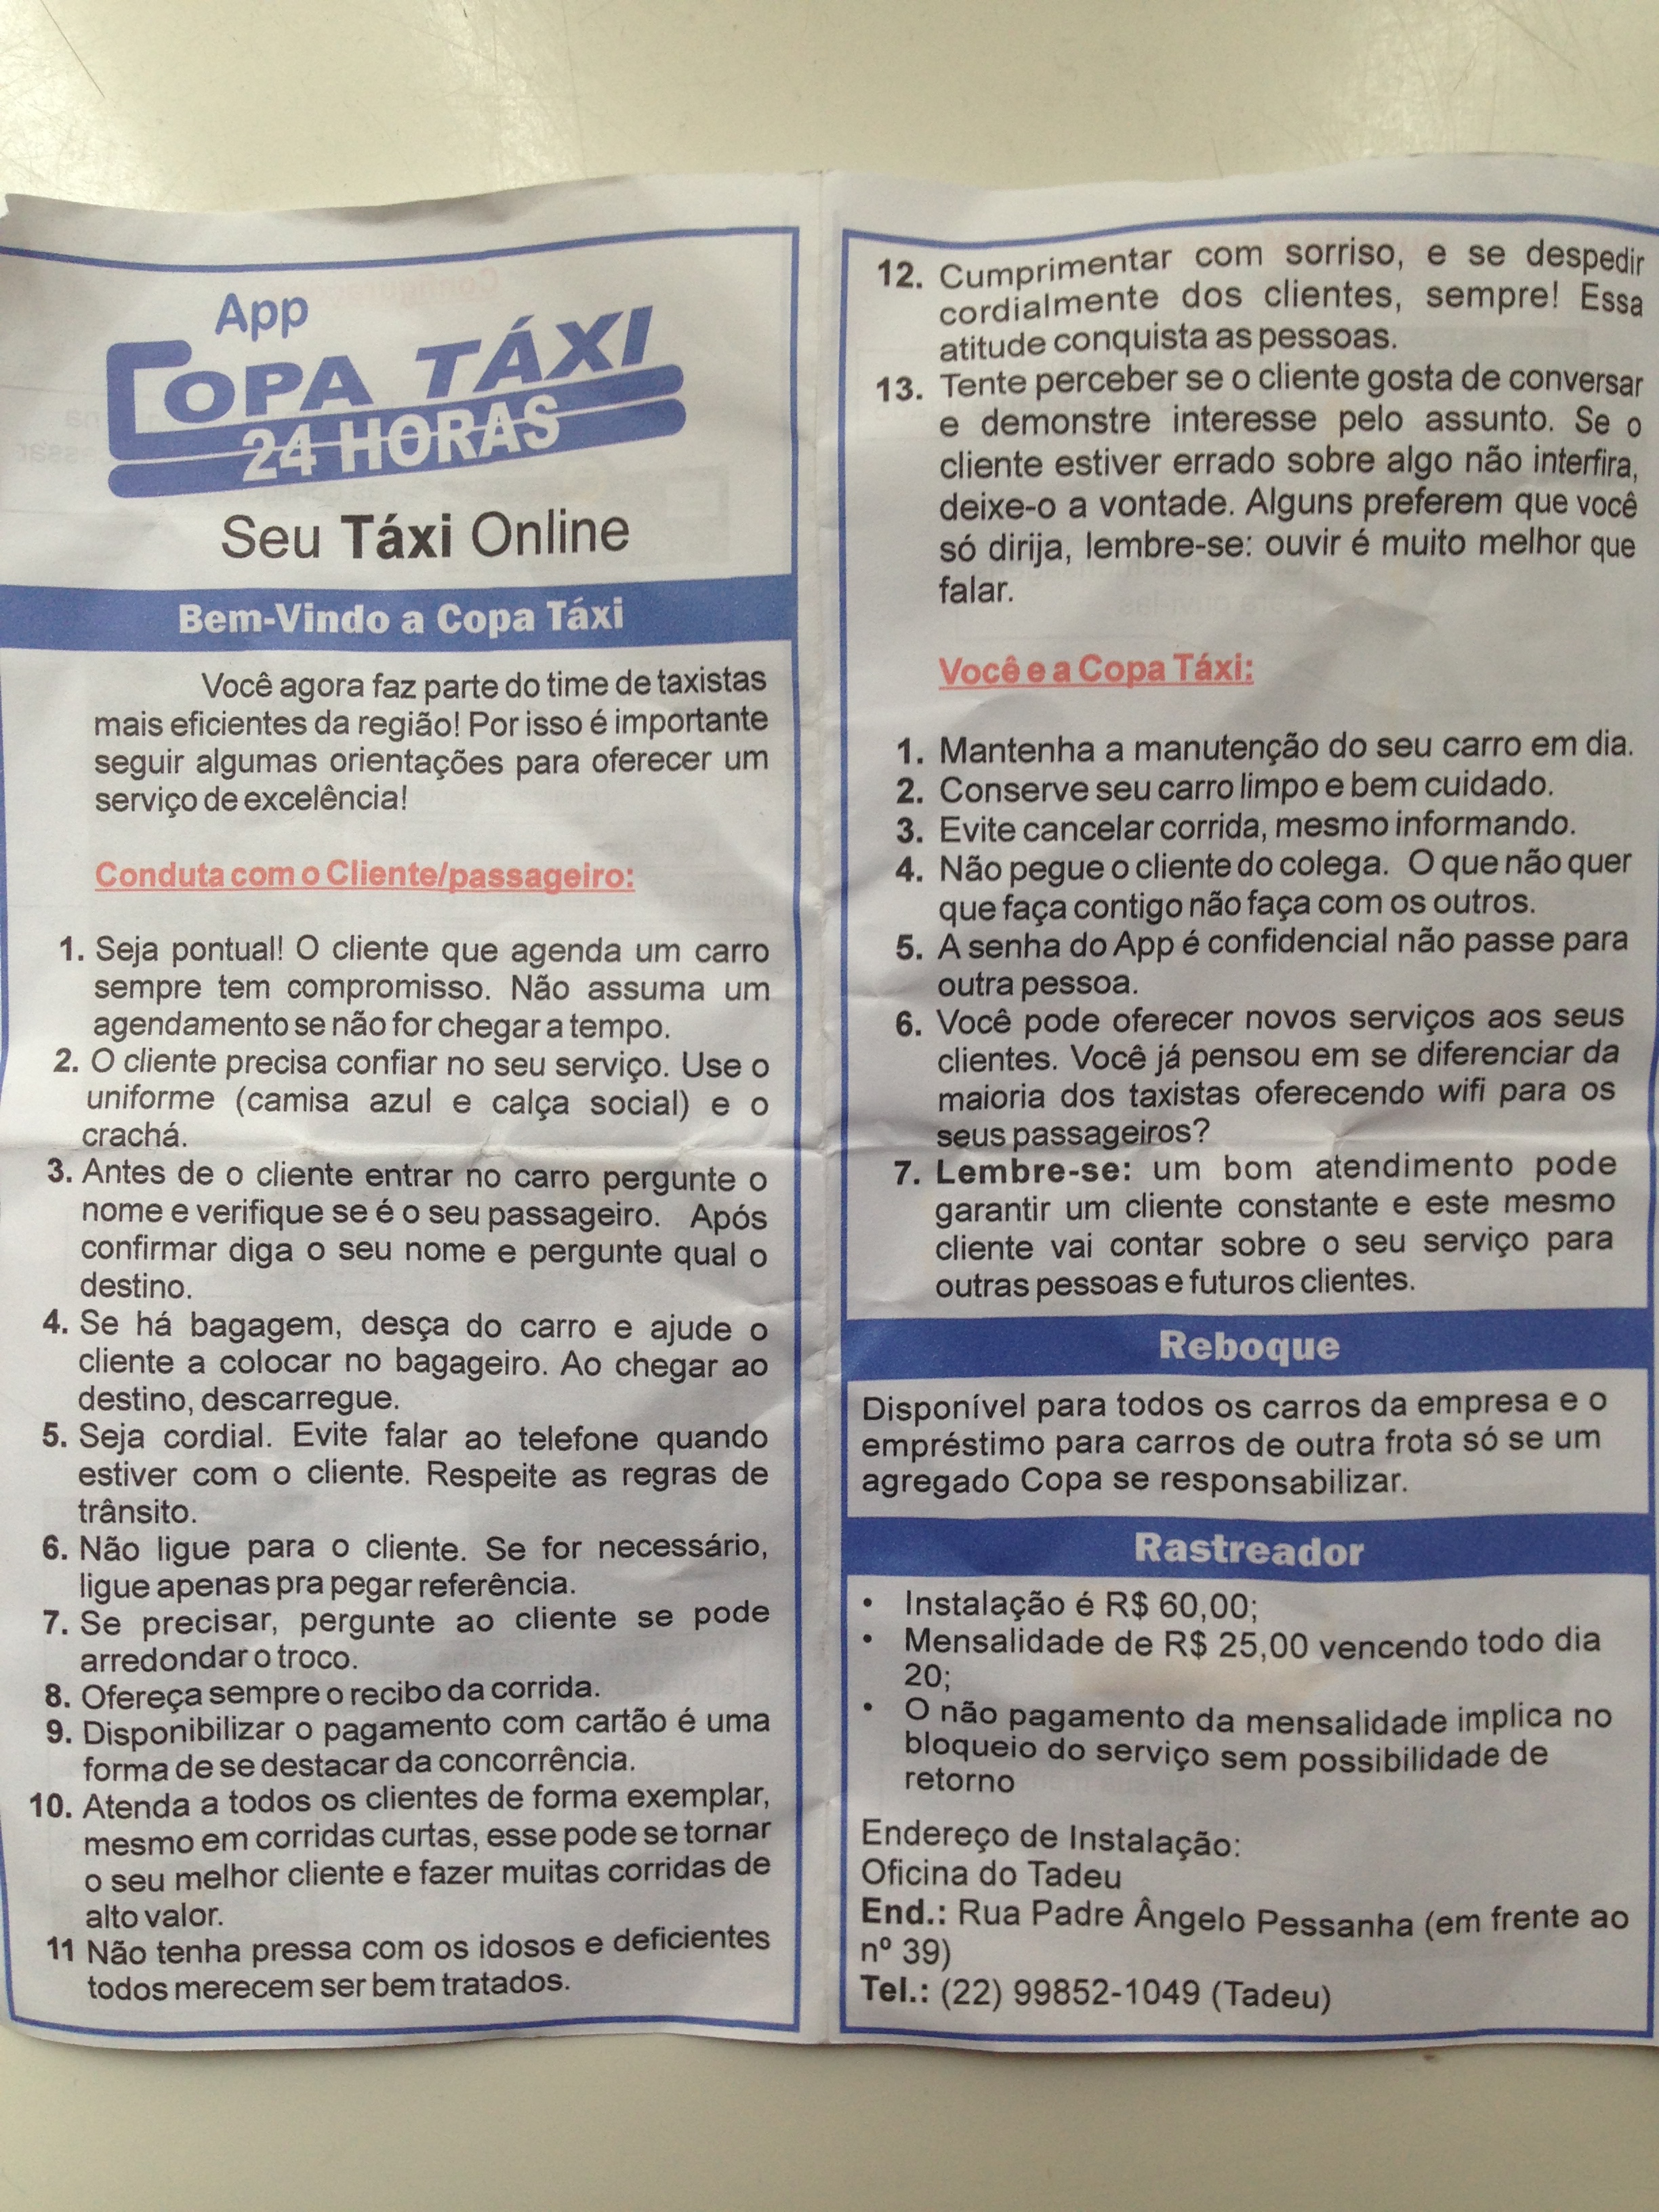 App
COPA TÁXI
24 HORAS
Seu Táxi Online
Bem-Vindo a Copa Táxi
Você agora faz parte do time de taxistas
mais eficientes da região! Por isso é importante
seguir algumas orientações para oferecer um
serviço de excelência!
Conduta com o Cliente/passageiro:
1. Seja pontual! O cliente que agenda um carro
sempre tem compromisso. Não assuma um
agendamento se não for chegar a tempo.
2. O cliente precisa confiar no seu serviço. Use o
uniforme (camisa azul e calça social) e o
crachá.
3. Antes de o cliente entrar no carro pergunte o
nome e verifique se é o seu passageiro. Após
confirmar diga o seu nome e pergunte qual o
destino.
4. Se há bagagem, desça do carro e ajude o
cliente a colocar no bagageiro. Ao chegar ao
destino, descarregue.
5. Seja cordial. Evite falar ao telefone quando
estiver com o cliente. Respeite as regras de
trânsito.
6. Não ligue para o cliente. Se for necessário,
ligue apenas pra pegar referência.
7. Se precisar, pergunte ao cliente se pode
arredondar o troco.
8. Ofereça sempre o recibo da corrida.
9. Disponibilizar o pagamento com cartão é uma
forma de se destacar da concorrência.
10. Atenda a todos os clientes de forma exemplar,
mesmo em corridas curtas, esse pode se tornar
o seu melhor cliente e fazer muitas corridas de
alto valor.
11 Não tenha pressa com os idosos e deficientes
todos merecem ser bem tratados.
12. Cumprimentar com sorriso, e se despedir
cordialmente dos clientes, sempre! Essa
atitude conquista as pessoas.
13. Tente perceber se o cliente gosta de conversar
e demonstre interesse pelo assunto. Se o
cliente estiver errado sobre algo não interfira,
deixe-o a vontade. Alguns preferem que você
só dirija, lembre-se: ouvir é muito melhor que
falar.
Você e a Copa Táxi:
1. Mantenha a manutenção do seu carro em dia.
2. Conserve seu carro limpo e bem cuidado.
3. Evite cancelar corrida, mesmo informando.
4. Não pegue o cliente do colega. O que não quer
que faça contigo não faça com os outros.
5. A senha do App é confidencial não passe para
outra pessoa.
6. Você pode oferecer novos serviços aos seus
clientes. Você já pensou em se diferenciar da
maioria dos taxistas oferecendo wifi para os
seus passageiros?
7. Lembre-se: um bom atendimento pode
garantir um cliente constante e este mesmo
cliente vai contar sobre o seu serviço para
outras pessoas e futuros clientes.
Reboque
Disponível para todos os carros da empresa e o
empréstimo para carros de outra frota só se um
agregado Copa se responsabilizar.
Rastreador
• Instalação é R$ 60,00;
• Mensalidade de R$ 25,00 vencendo todo dia
20;
• O não pagamento da mensalidade implica no
bloqueio do serviço sem possibilidade de
retorno
Endereço de Instalação:
Oficina do Tadeu
End.: Rua Padre Ângelo Pessanha (em frente ao
nº 39)
Tel.: (22) 99852-1049 (Tadeu)